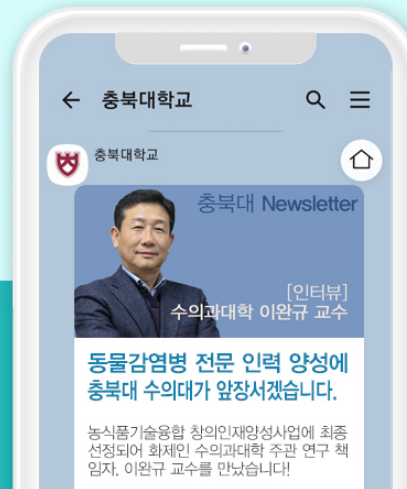 충북대학교
충북대학교
충북대 Newsletter
[인터뷰]
수의과대학 이완규 교수
동물감염병 전문 인력 양성에
충북대 수의대가 앞장서겠습니다.
농식품기술융합 창의인재양성사업에 최종
선정되어 화제인 수의과대학 주관 연구 책
임자, 이완규 교수를 만났습니다!